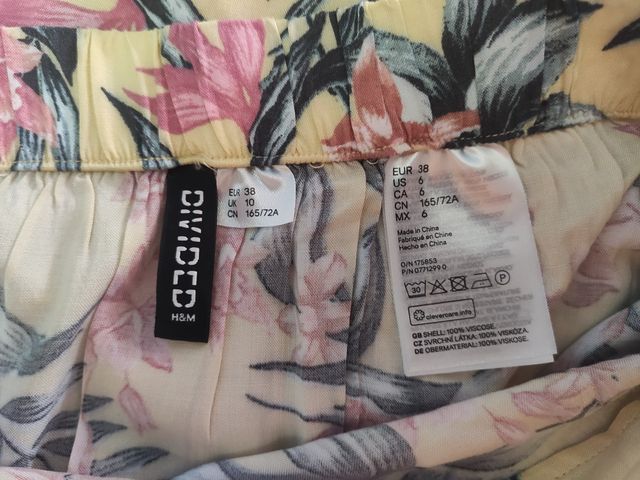 DIVIDED
H&M
EUR 38
UK 10
CN 165/72A
EUR 38
US 6
CA 6
CN 165/72A
MX 6
Made in China
Fabriqué en Chine
Hecho en China
O/N 175853
P/N 0771299 0
30
P
clevercare.info
GB SHELL: 100% VISCOSE.
CZ SVRCHNÍ LÁTKA: 100% VISKÓZA.
DE OBERMATERIAL: 100% VISKOSE.